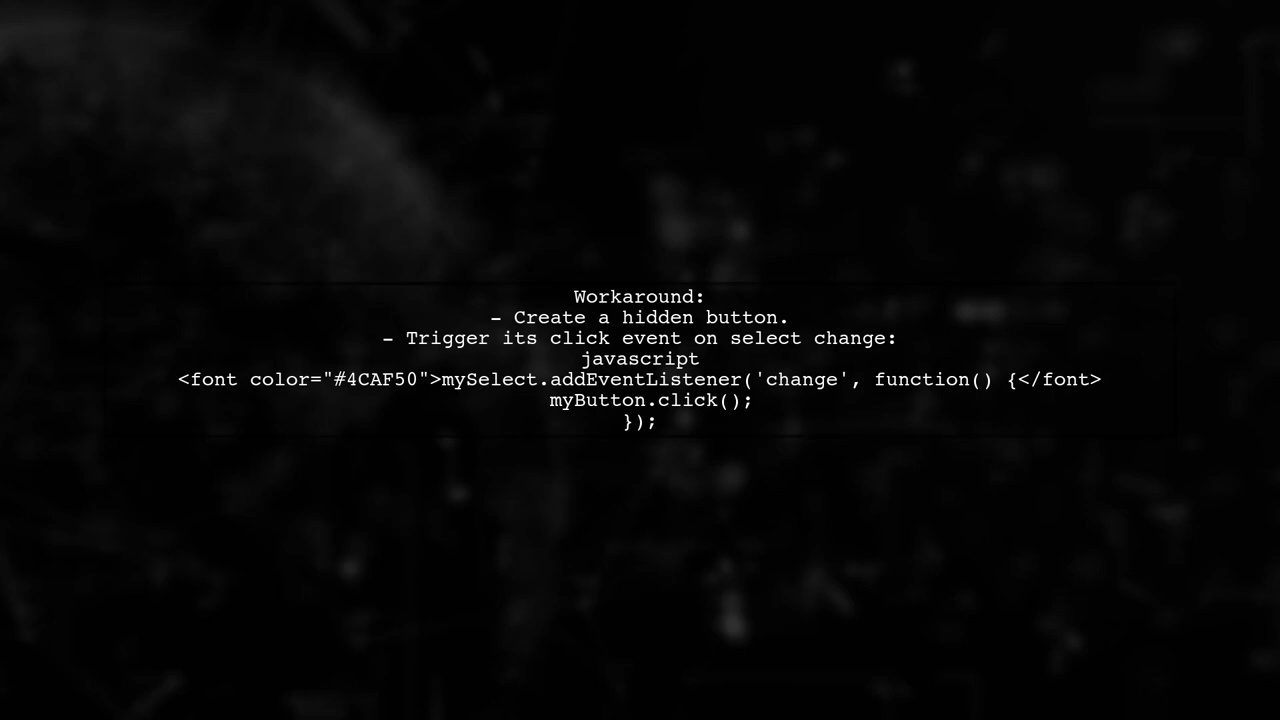 Workaround:
- Create a hidden button.
- Trigger its click event on select change:
javascript
<font color="#4CAF50">mySelect.addEventListener('change', function() {</font>
myButton.click();
});